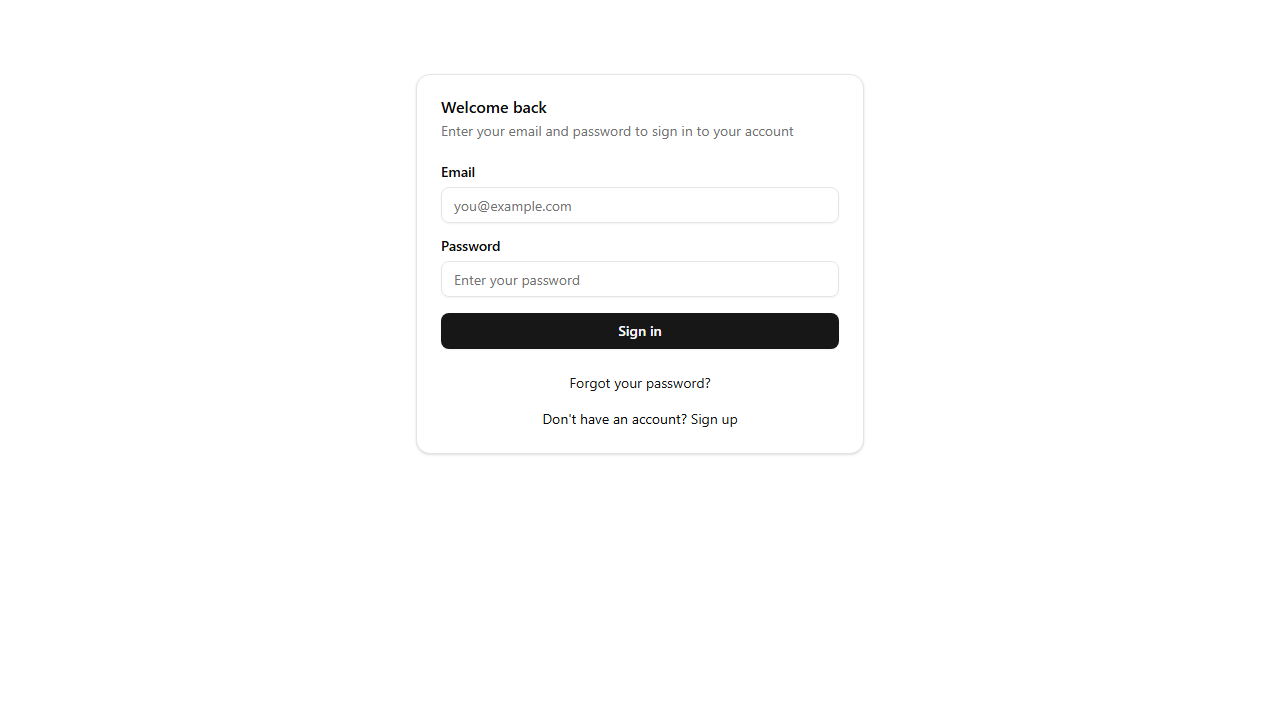 Welcome back
Enter your email and password to sign in to your account
Email
you@example.com
Password
Enter your password
Sign in
Forgot your password?
Don't have an account? Sign up